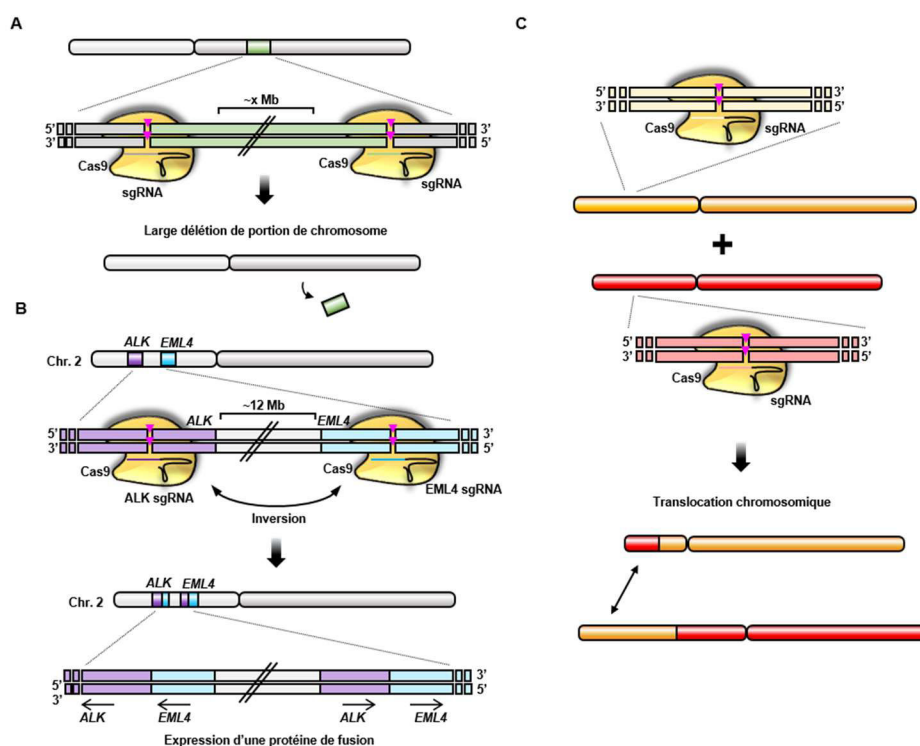 A
~x Mb
5' 3'
3' 5'
Cas9 Cas9
sgRNA sgRNA
Large délétion de portion de chromosome
B
ALK EML4
Chr. 2
~12 Mb
ALK EML4
5' 3'
3' 5'
Cas9 Cas9
ALK sgRNA EML4 sgRNA
Inversion
ALK EML4
Chr. 2
3'
5' 5'
3'
ALK EML4 ALK EML4
Expression d'une protéine de fusion
C
5' 3'
3' 5'
Cas9 sgRNA
+
5' 3'
3' 5'
Cas9
sgRNA
Translocation chromosomique